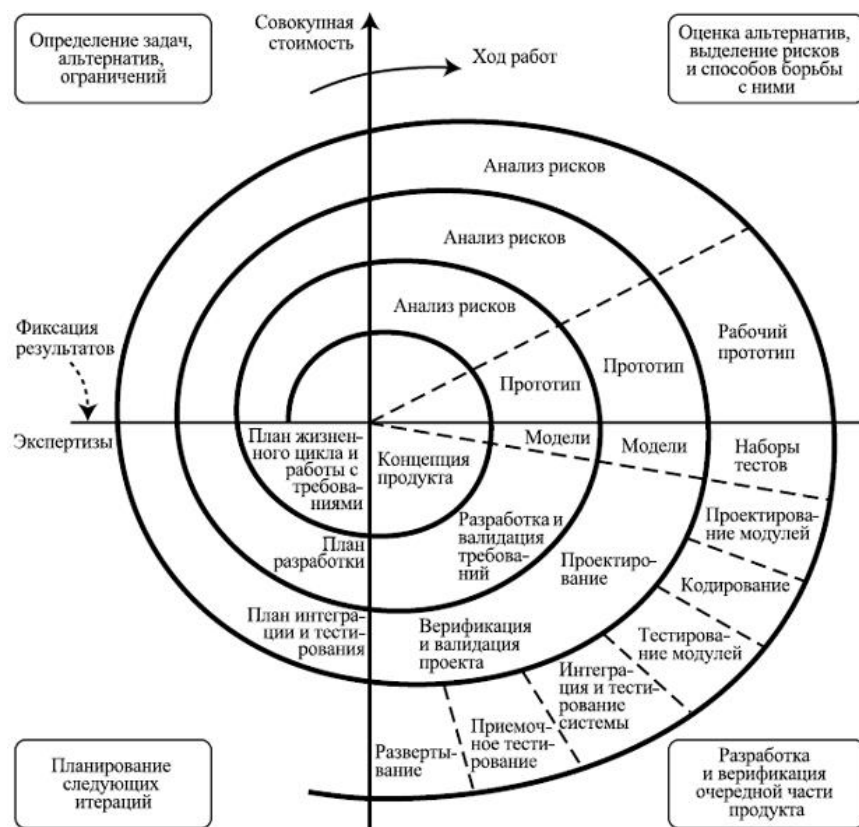 Определение задач,
альтернатив,
ограничений
Совокупная
стоимость
Ход работ
Оценка альтернатив,
выделение рисков
и способов борьбы
с ними
Анализ рисков
Анализ рисков
Анализ рисков
Фиксация
результатов
Рабочий
прототип
Прототип
Прототип
Экспертизы
План жизнен-
ного цикла и
работы с
требова-
ниями
Концепция
продукта
Модели
Модели
Наборы
тестов
План
разработки
Разработка и
валидация
требо-
ваний
Проектиро-
вание
Проектирова-
ние модулей
Кодирование
Тестирова-
ние модулей
План интегра-
ции и тести-
рования
Верификация
и валидация
проекта
Интегра-
ция и тести-
рование
системы
Приемоч-
ное тести-
рование
Разверты-
вание
Планирование
следующих
итераций
Разработка
и верификация
очередной части
продукта